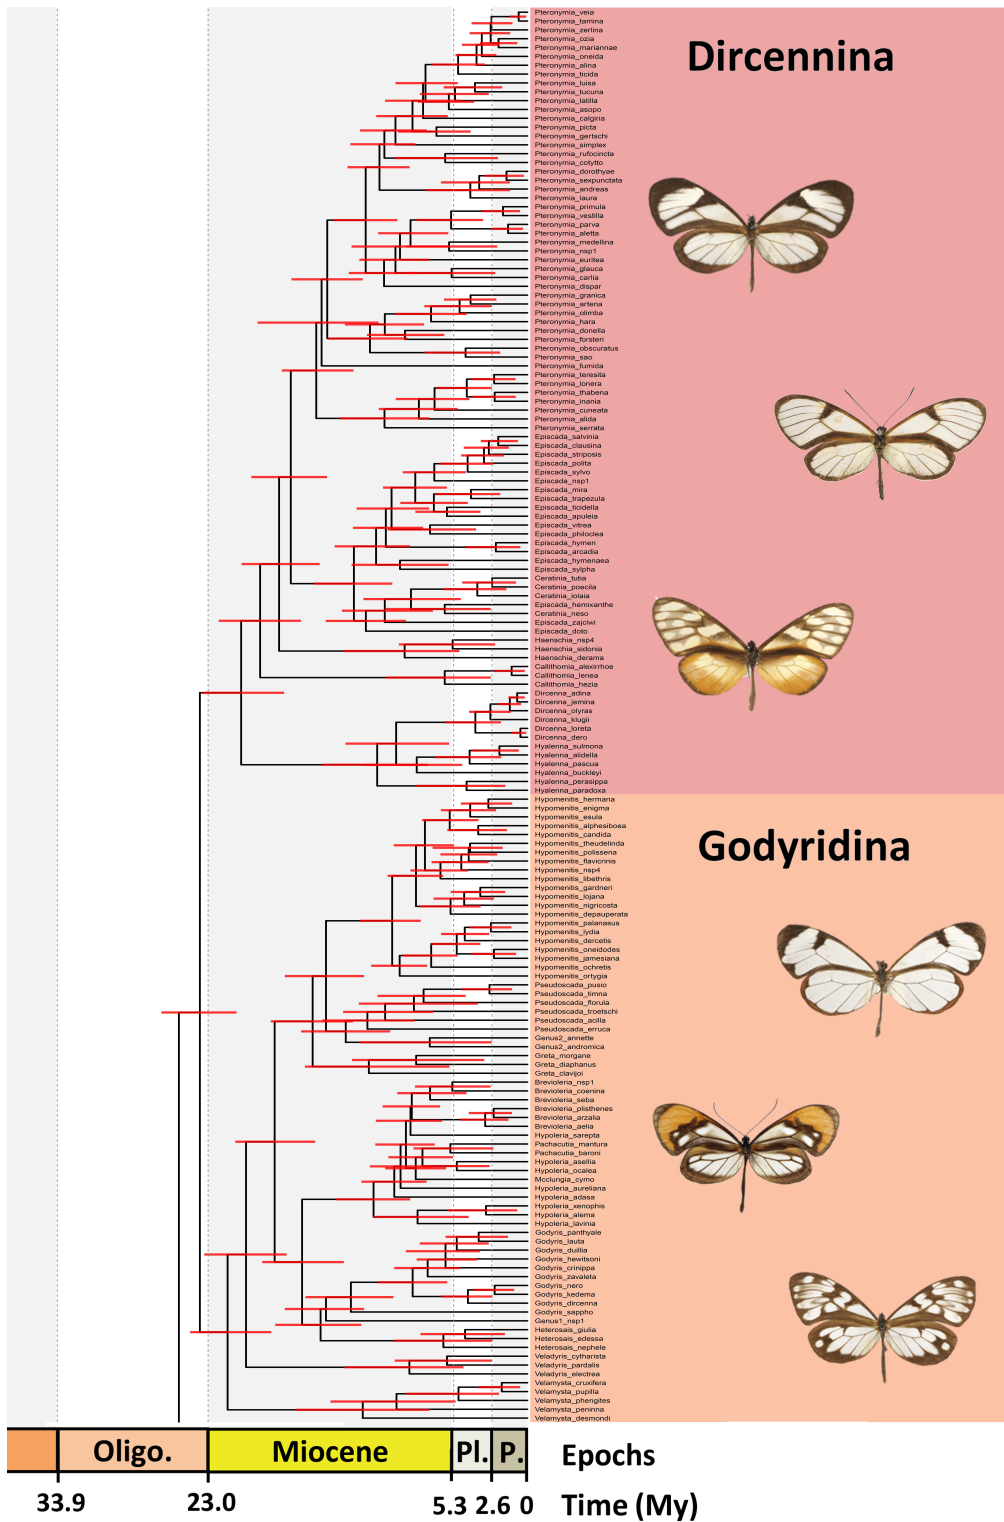 Pteronymia_veia
Pteronymia_tamina
Pteronymia_zerlina
Pteronymia_ozia
Pteronymia_mariannae
Pteronymia_oneida
Pteronymia_alina
Pteronymia_ticida
Pteronymia_luisa
Pteronymia_tucuna
Pteronymia_latilla
Pteronymia_asopo
Pteronymia_calgiria
Pteronymia_picta
Pteronymia_gertschi
Pteronymia_simplex
Pteronymia_rufocincta
Pteronymia_cotytto
Pteronymia_dorothyae
Pteronymia_sexpunctata
Pteronymia_andreas
Pteronymia_laura
Pteronymia_primula
Pteronymia_vestilla
Pteronymia_parva
Pteronymia_aletta
Pteronymia_medellina
Pteronymia_nsp1
Pteronymia_euritea
Pteronymia_glauca
Pteronymia_carlia
Pteronymia_dispar
Pteronymia_granica
Pteronymia_artena
Pteronymia_olimba
Pteronymia_hara
Pteronymia_donella
Pteronymia_forsteri
Pteronymia_obscuratus
Pteronymia_sao
Pteronymia_fumida
Pteronymia_teresita
Pteronymia_lonera
Pteronymia_thabena
Pteronymia_inania
Pteronymia_cuneata
Pteronymia_alida
Pteronymia_serrata
Episcada_salvinia
Episcada_clausina
Episcada_striposis
Episcada_polita
Episcada_sylvo
Episcada_nsp1
Episcada_mira
Episcada_trapezula
Episcada_ticidella
Episcada_apuleia
Episcada_vitrea
Episcada_philoclea
Episcada_hymen
Episcada_arcadia
Episcada_hymenaea
Episcada_sylpha
Ceratinia_tutia
Ceratinia_poecila
Ceratinia_iolaia
Episcada_hemixanthe
Ceratinia_neso
Episcada_zajciwi
Episcada_doto
Haenschia_nsp4
Haenschia_sidonia
Haenschia_derama
Callithomia_alexirrhoe
Callithomia_lenea
Callithomia_hezia
Dircenna_adina
Dircenna_jemina
Dircenna_olyras
Dircenna_klugii
Dircenna_loreta
Dircenna_dero
Hyalenna_sulmona
Hyalenna_alidella
Hyalenna_pascua
Hyalenna_buckleyi
Hyalenna_perasippa
Hyalenna_paradoxa
Dircennina
Hypomenitis_hermana
Hypomenitis_enigma
Hypomenitis_esula
Hypomenitis_alphesiboea
Hypomenitis_candida
Hypomenitis_theudelinda
Hypomenitis_polissena
Hypomenitis_flavicrinis
Hypomenitis_nsp4
Hypomenitis_libethris
Hypomenitis_gardneri
Hypomenitis_lojana
Hypomenitis_nigricosta
Hypomenitis_depauperata
Hypomenitis_palanasus
Hypomenitis_lydia
Hypomenitis_dercetis
Hypomenitis_oneidodes
Hypomenitis_jamesiana
Hypomenitis_ochretis
Hypomenitis_ortygia
Pseudoscada_pusio
Pseudoscada_timna
Pseudoscada_florula
Pseudoscada_troetschi
Pseudoscada_acilla
Pseudoscada_erruca
Genus2_annette
Genus2_andromica
Greta_morgane
Greta_diaphanus
Greta_clavijoi
Brevioleria_nsp1
Brevioleria_coenina
Brevioleria_seba
Brevioleria_plisthenes
Brevioleria_arzalia
Brevioleria_aelia
Hypoleria_sarepta
Pachacutia_mantura
Pachacutia_baroni
Hypoleria_asellia
Hypoleria_ocalea
Mcclungia_cymo
Hypoleria_aureliana
Hypoleria_adasa
Hypoleria_xenophis
Hypoleria_alema
Hypoleria_lavinia
Godyris_panthyale
Godyris_lauta
Godyris_duillia
Godyris_hewitsoni
Godyris_crinippa
Godyris_zavaleta
Godyris_nero
Godyris_kedema
Godyris_dircenna
Godyris_sappho
Genus1_nsp1
Heterosais_giulia
Heterosais_edessa
Heterosais_nephele
Veladyris_cytharista
Veladyris_pardalis
Veladyris_electrea
Velamysta_cruxifera
Velamysta_pupilla
Velamysta_phengites
Velamysta_peninna
Velamysta_desmondi
Godyridina
Oligo. Miocene Pl. P. Epochs
33.9 23.0 5.3 2.6 0 Time (My)